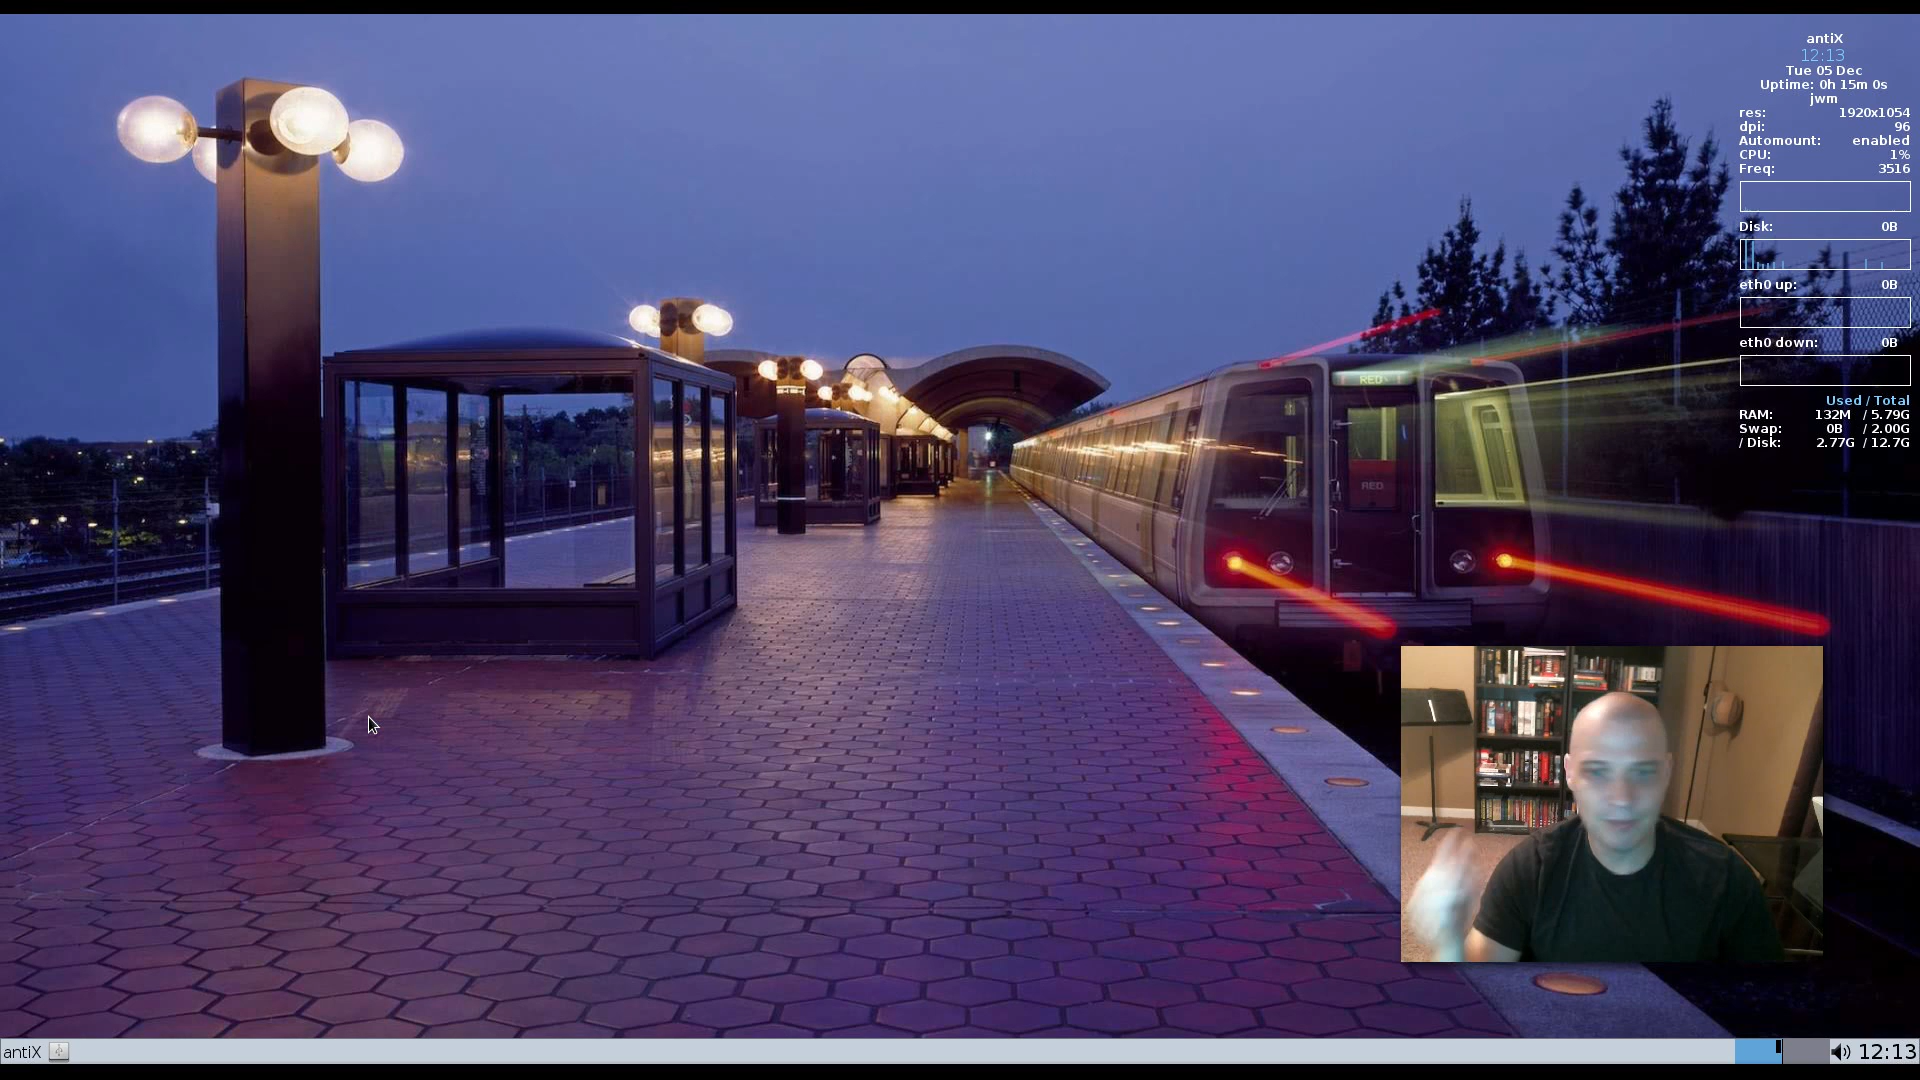 antiX
12:13
Tue 05 Dec
Uptime: 0h 15m 0s
jwm
res: 1920x1054
dpi: 96
Automount: enabled
CPU: 1%
Freq: 3516
Disk: 0B
eth0 up: 0B
eth0 down: 0B
Used / Total
RAM: 132M / 5.79G
Swap: 0B / 2.00G
/ Disk: 2.77G / 12.7G
RED
RED
antiX
12:13